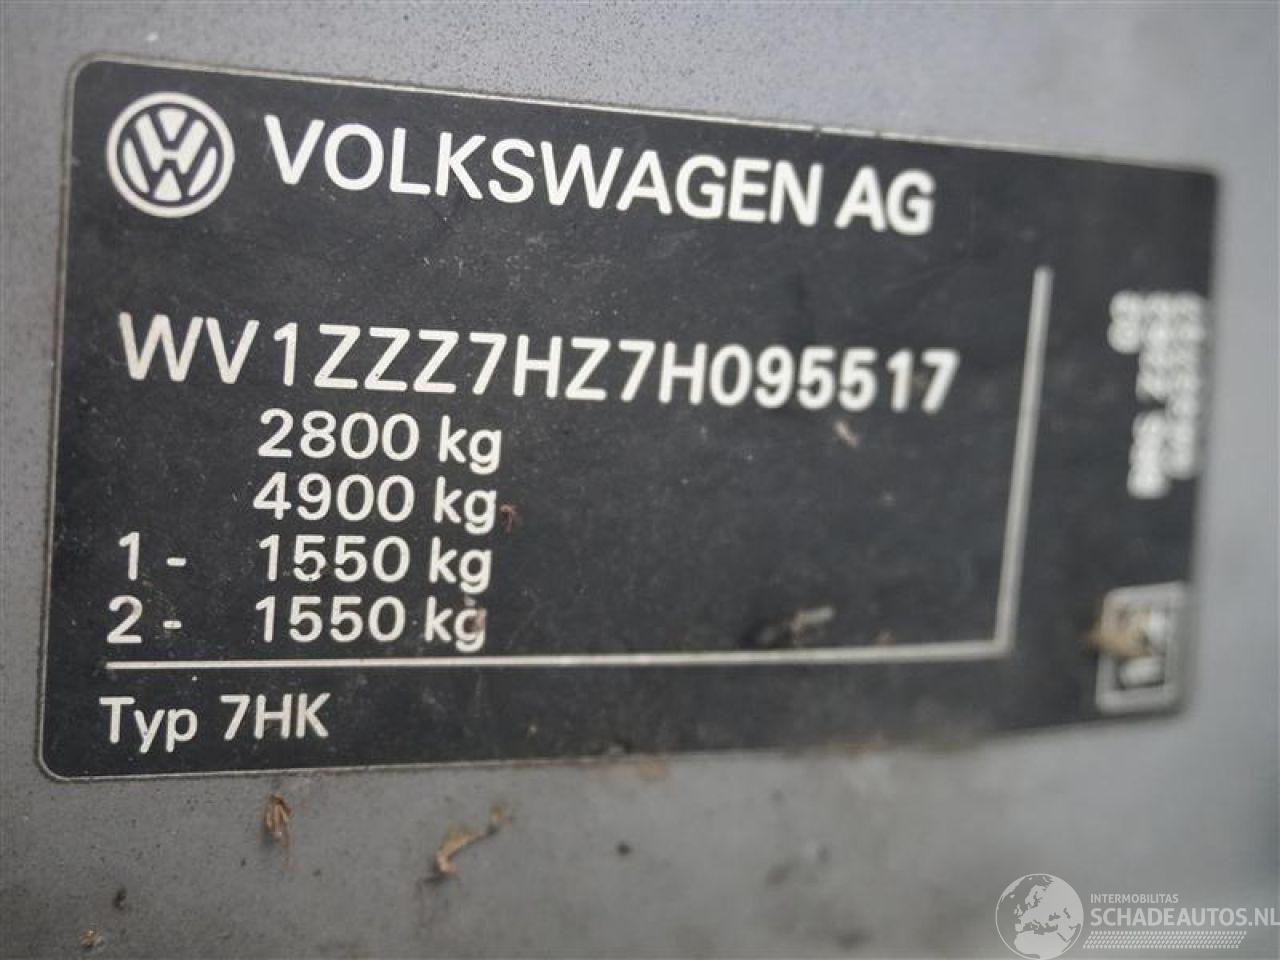 VOLKSWAGEN AG
WV1ZZZ7HZ7H095517
2800 kg
4900 kg
1 - 1550 kg
2 - 1550 kg
Typ 7HK
INTERMOBILITAS
SCHADEAUTOS.NL